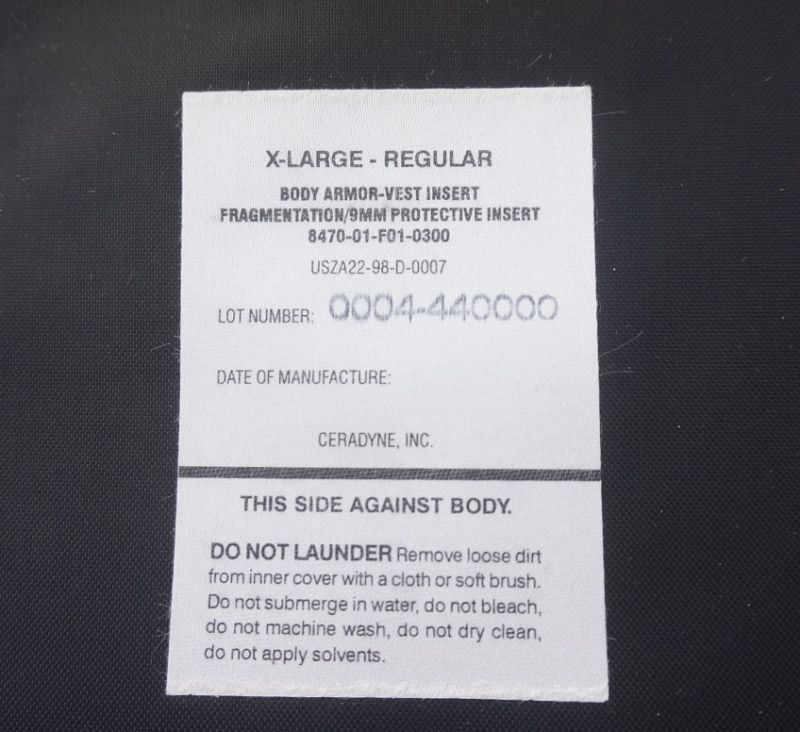 X-LARGE - REGULAR
BODY ARMOR-VEST INSERT
FRAGMENTATION/9MM PROTECTIVE INSERT
8470-01-F01-0300
USZA22-98-D-0007
LOT NUMBER: 0004-440000
DATE OF MANUFACTURE:
CERADYNE, INC.
THIS SIDE AGAINST BODY.
DO NOT LAUNDER Remove loose dirt
from inner cover with a cloth or soft brush.
Do not submerge in water, do not bleach,
do not machine wash, do not dry clean,
do not apply solvents.